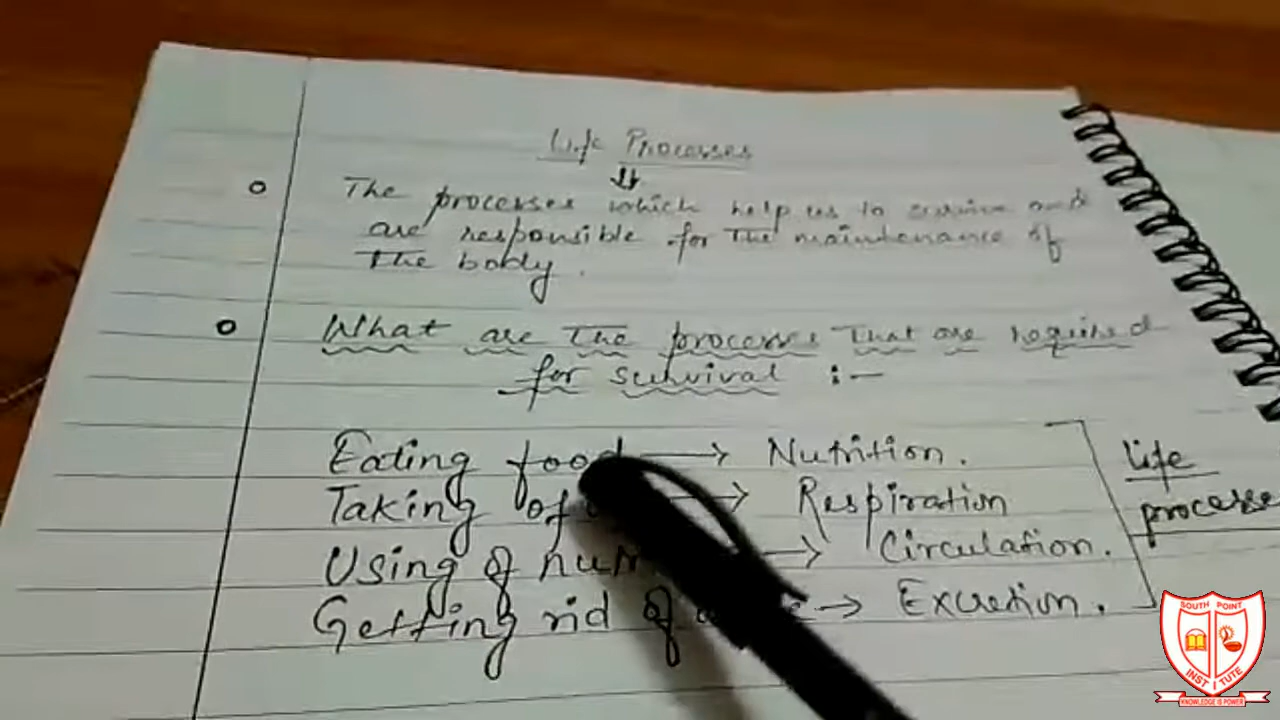 Life Processes
The processes which help us to survive and
are responsible for The maintenance of
The body.
What are The processes That are required
for survival :-
Eating food → Nutrition.
Taking of → Respiration
Using of → Circulation.
Getting rid of → Excretion.
life
processe
SOUTH POINT
INSTITUTE
KNOWLEDGE IS POWER